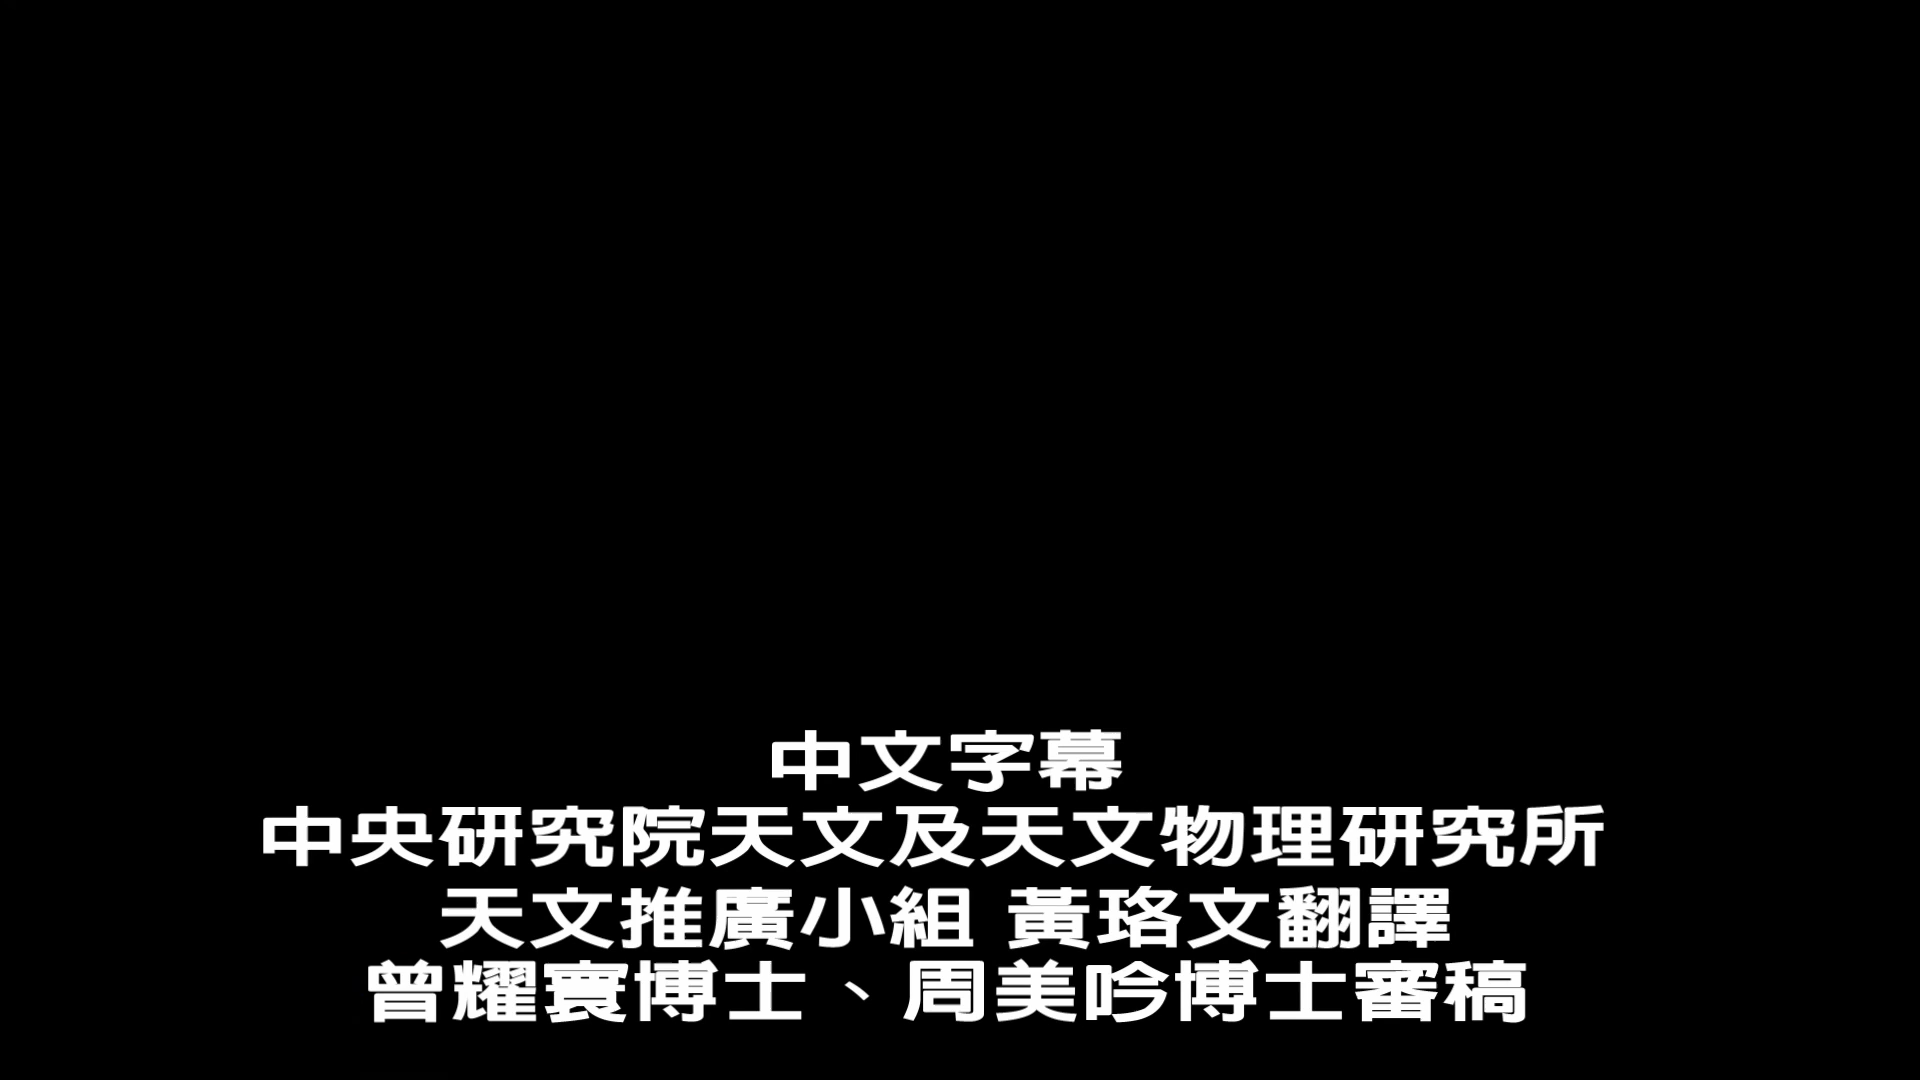 中文字幕
中央研究院天文及天文物理研究所
天文推廣小組 黃珞文翻譯
曾耀寰博士、周美吟博士審稿